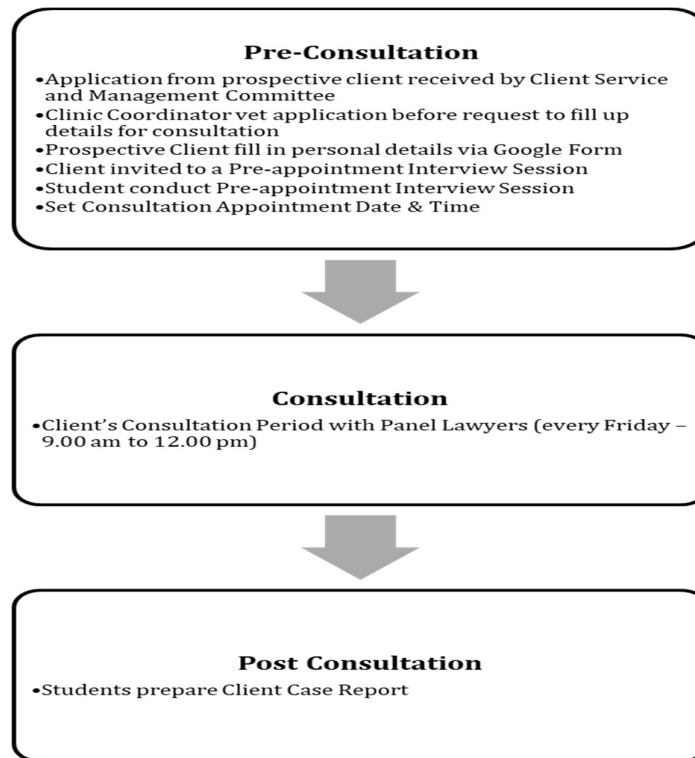 Pre-Consultation
•Application from prospective client received by Client Service
and Management Committee
•Clinic Coordinator vet application before request to fill up
details for consultation
•Prospective Client fill in personal details via Google Form
•Client invited to a Pre-appointment Interview Session
•Student conduct Pre-appointment Interview Session
•Set Consultation Appointment Date & Time
Consultation
•Client’s Consultation Period with Panel Lawyers (every Friday –
9.00 am to 12.00 pm)
Post Consultation
•Students prepare Client Case Report